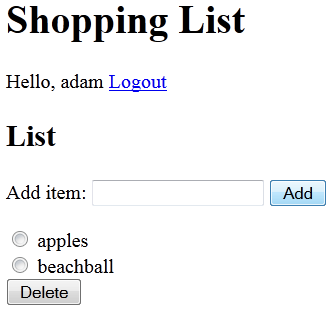 Shopping List
Hello, adam Logout
List
Add item: Add
apples
beachball
Delete